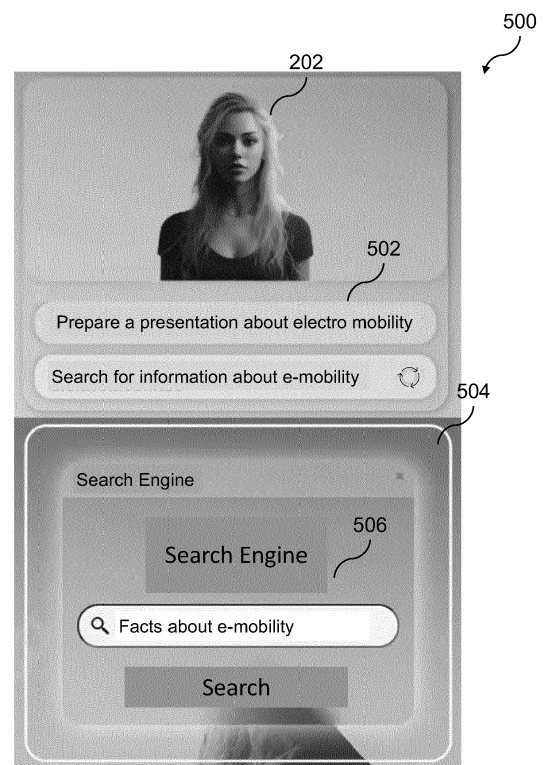 500
202
502
Prepare a presentation about electro mobility
Search for information about e-mobility
504
Search Engine
506
Search Engine
Facts about e-mobility
Search